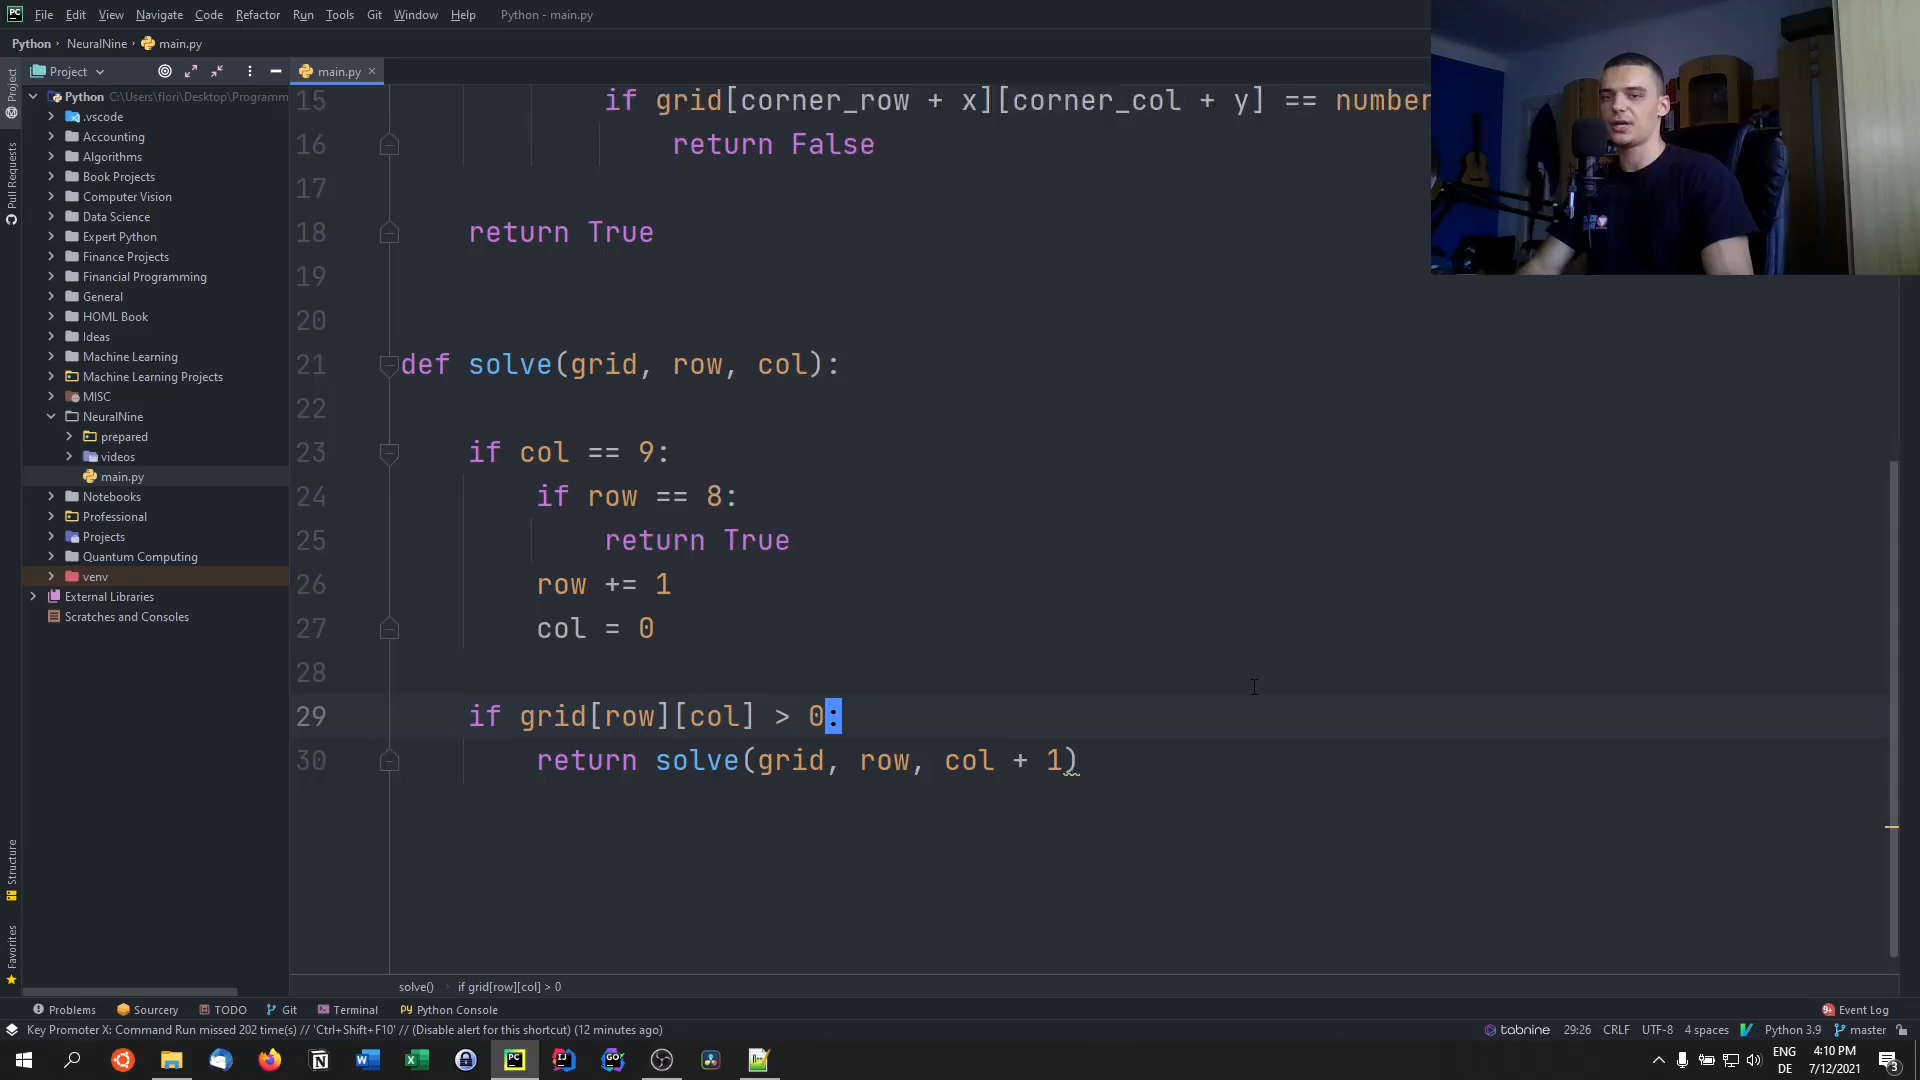 File Edit View Navigate Code Refactor Run Tools Git Window Help Python - main.py
Python NeuralNine main.py
Project main.py
Project
Pull Requests
Structure
Favorites
Python C:\Users\flori\Desktop\Programm
.vscode
Accounting
Algorithms
Book Projects
Computer Vision
Data Science
Expert Python
Finance Projects
Financial Programming
General
HOML Book
Ideas
Machine Learning
Machine Learning Projects
MISC
NeuralNine
prepared
videos
main.py
Notebooks
Professional
Projects
Quantum Computing
venv
External Libraries
Scratches and Consoles
15 if grid[corner_row + x][corner_col + y] == number
16 return False
17
18 return True
19
20
21 def solve(grid, row, col):
22
23 if col == 9:
24 if row == 8:
25 return True
26 row += 1
27 col = 0
28
29 if grid[row][col] > 0:
30 return solve(grid, row, col + 1)
solve() if grid[row][col] > 0
Problems Sourcery TODO Git Terminal Python Console Event Log
Key Promoter X: Command Run missed 202 time(s) // 'Ctrl+Shift+F10' // (Disable alert for this shortcut) (12 minutes ago) tabnine 29:26 CRLF UTF-8 4 spaces Python 3.9 master
ENG 4:10 PM
DE 7/12/2021 3